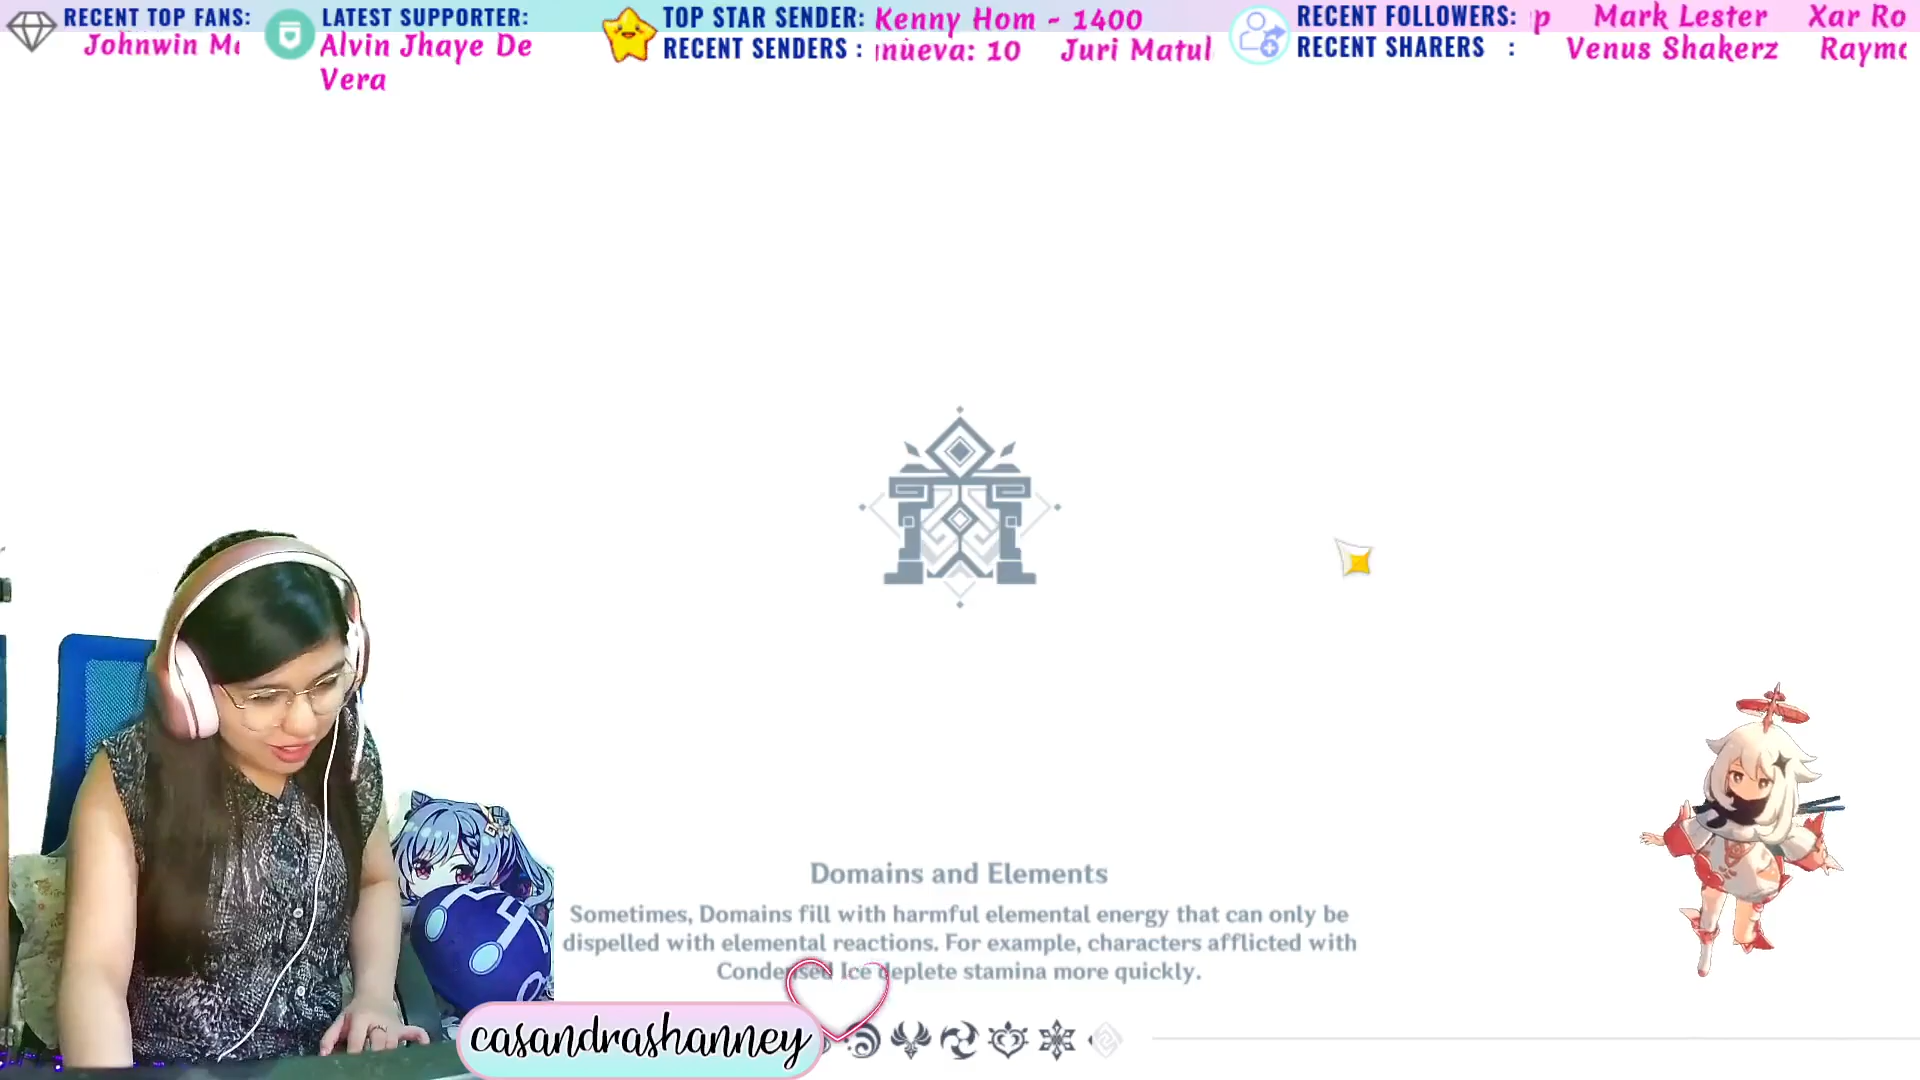 RECENT TOP FANS:
Johnwin
LATEST SUPPORTER:
Alvin Jhaye De
Vera
TOP STAR SENDER: Kenny Hom - 1400
RECENT SENDERS : 10 Juri Matul
RECENT FOLLOWERS: p Mark Lester Xar Ro
RECENT SHARERS : Venus Shakerz
Domains and Elements
Sometimes, Domains fill with harmful elemental energy that can only be
dispelled with elemental reactions. For example, characters afflicted with
Condensed Ice deplete stamina more quickly.
casandrashanney